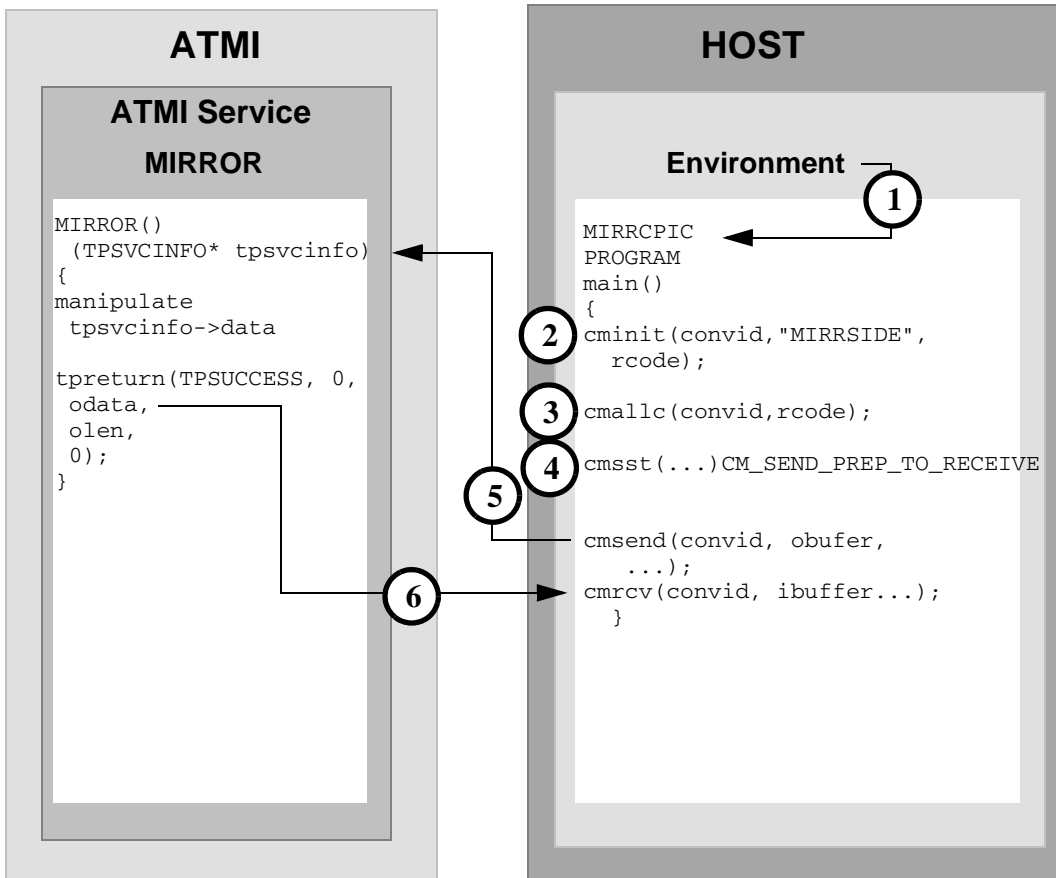 ATMI
ATMI Service
MIRROR
MIRROR()
(TPSVCINFO* tpsvcinfo)
{
manipulate
tpsvcinfo->data
tpreturn(TPSUCCESS, 0,
odata,
olen,
0);
}
HOST
Environment
1
MIRRCPIC
PROGRAM
main()
{
2
cminit(convid,"MIRRSIDE",
rcode);
3
cmallc(convid,rcode);
4
cmsst(...)CM_SEND_PREP_TO_RECEIVE
5
cmsend(convid, obufer,
...);
6
cmrcv(convid, ibuffer...);
}